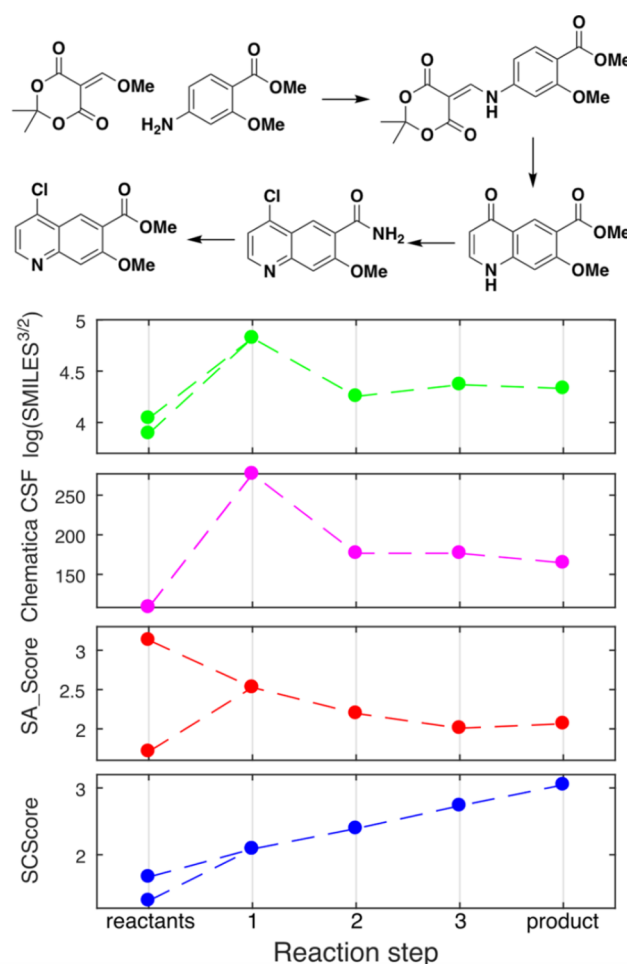 O
OMe
O
O
O
H₂N
O
OMe
OMe
O
O
O
O
N
H
O
OMe
OMe
Cl
O
OMe
OMe
N
Cl
O
NH₂
OMe
N
O
O
OMe
OMe
N
H
log(SMILES^3/2)
5
4.5
4
Chematica CSF
250
200
150
SA_Score
3
2.5
2
SCScore
3
2
reactants 1 2 3 product
Reaction step